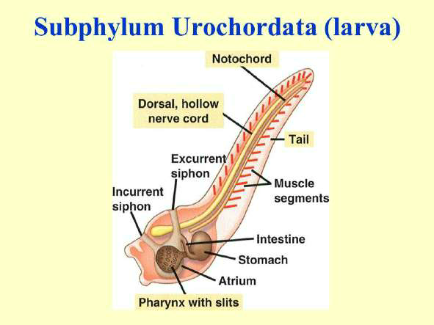 Subphylum Urochordata (larva)
Notochord
Dorsal, hollow
nerve cord
Tail
Excurrent
siphon
Muscle
segments
Incurrent
siphon
Intestine
Stomach
Atrium
Pharynx with slits